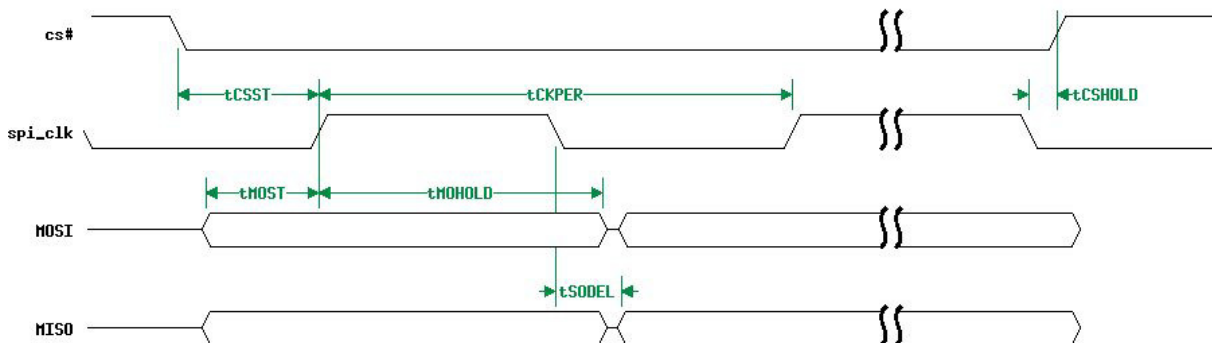 cs#
tCSST
tCKPER
tCSHOLD
spi_clk
tMOST
tMOHOLD
MOSI
tSODEL
MISO